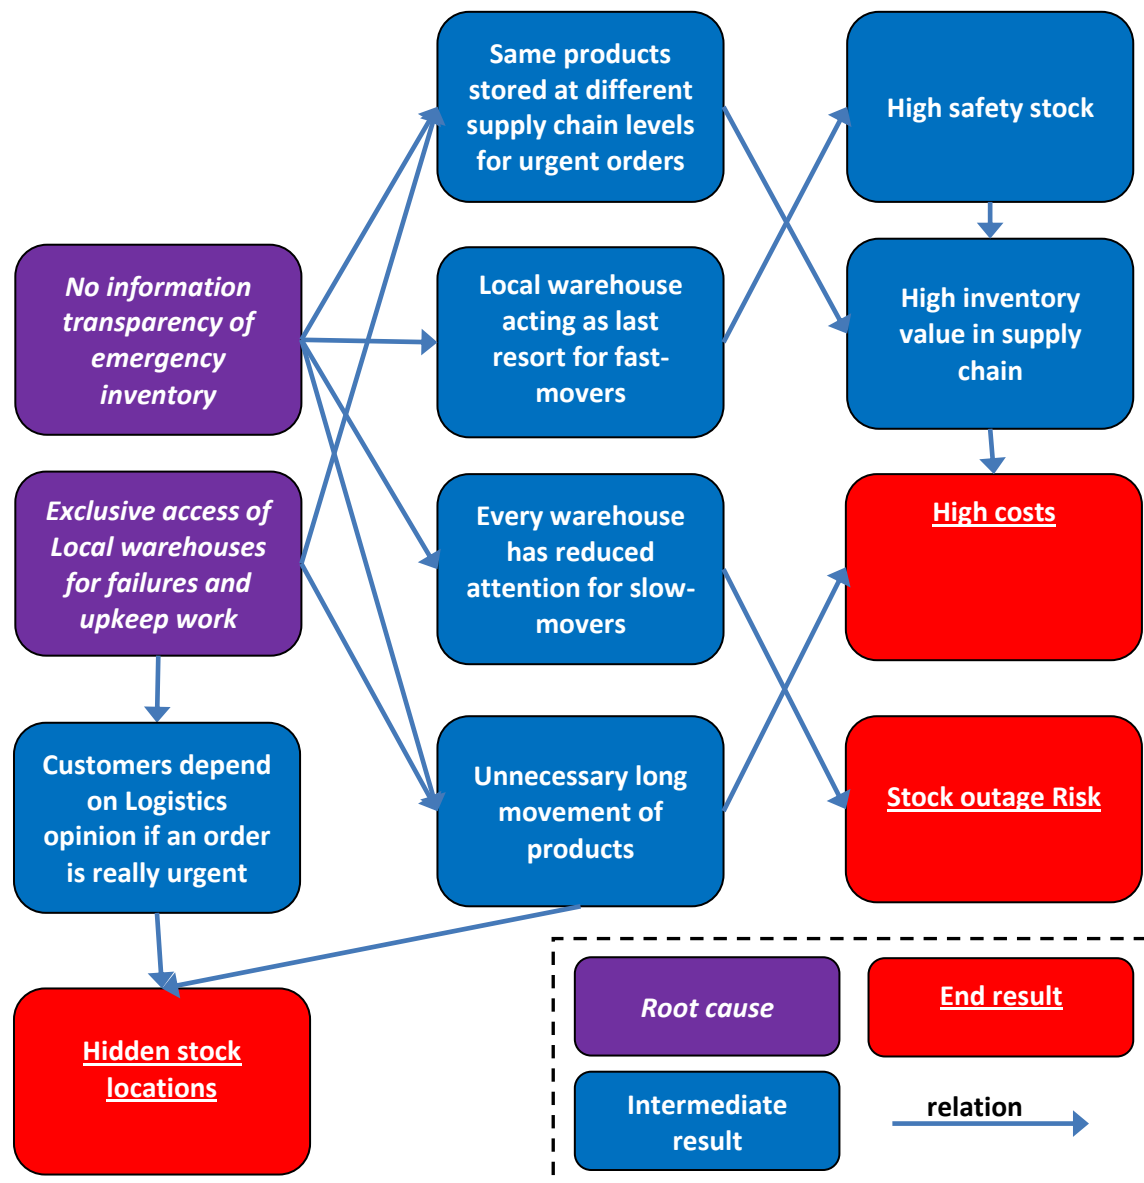 Same products
stored at different
supply chain levels
for urgent orders
High safety stock
No information
transparency of
emergency
inventory
Local warehouse
acting as last
resort for fast-
movers
High inventory
value in supply
chain
Exclusive access of
Local warehouses
for failures and
upkeep work
Every warehouse
has reduced
attention for slow-
movers
High costs
Customers depend
on Logistics
opinion if an order
is really urgent
Unnecessary long
movement of
products
Stock outage Risk
Hidden stock
locations
Root cause
End result
Intermediate
result
relation